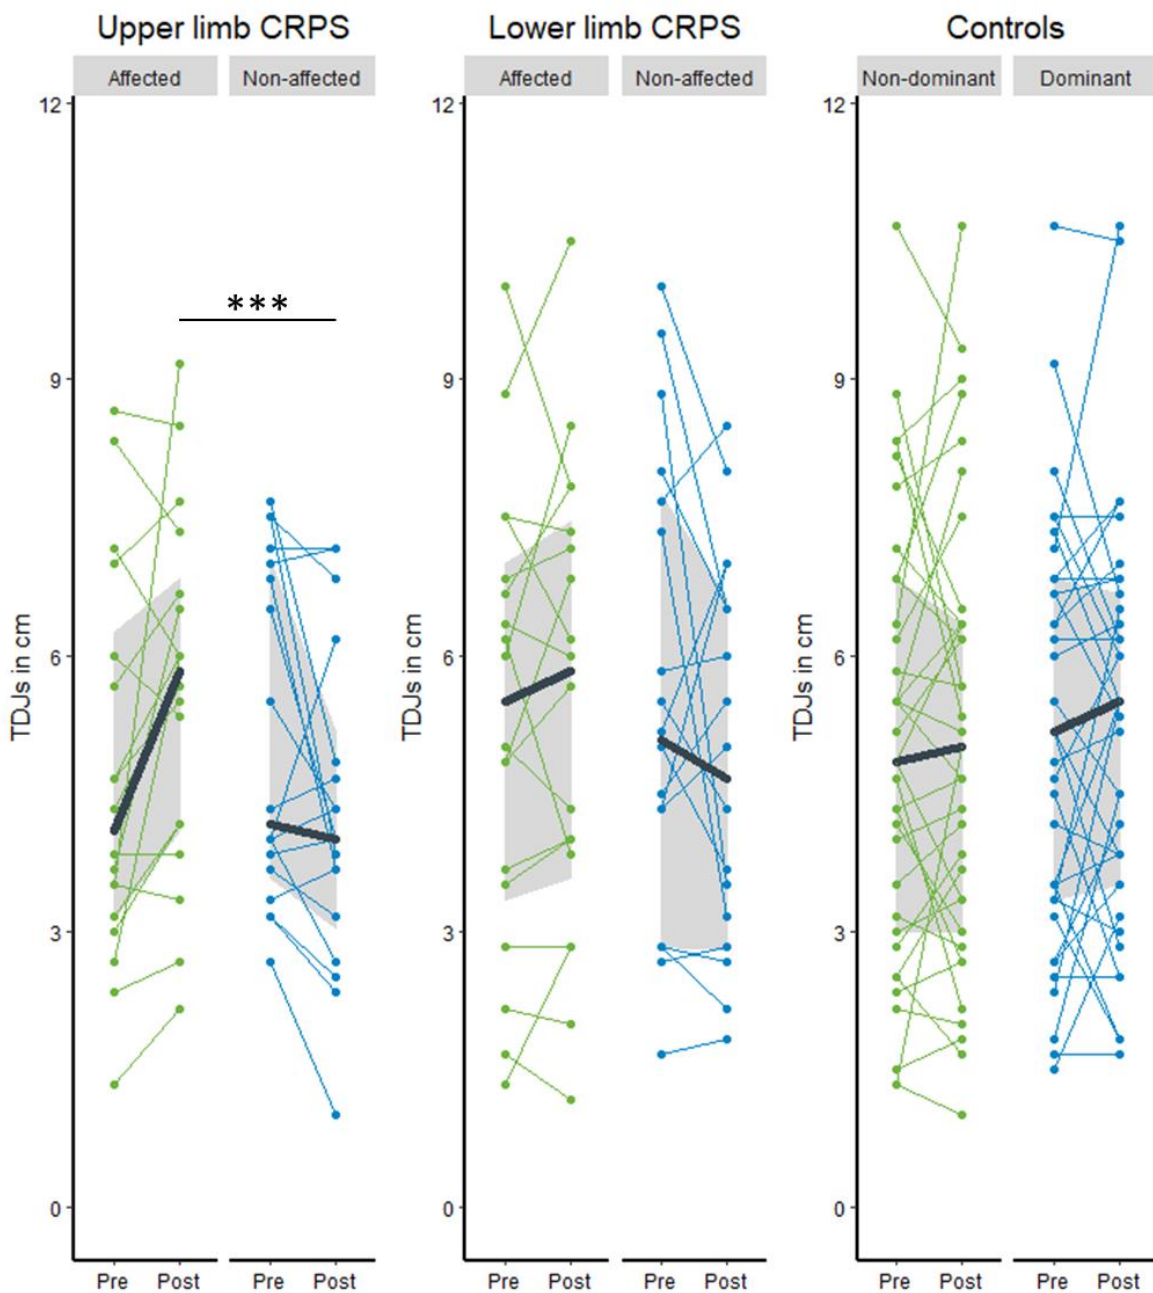 Upper limb CRPS Lower limb CRPS Controls
Affected Non-affected Affected Non-affected Non-dominant Dominant
12 12 12
***
9 9 9
6 6 6
TDJs in cm TDJs in cm TDJs in cm
3 3 3
0 0 0
Pre Post Pre Post Pre Post Pre Post Pre Post Pre Post